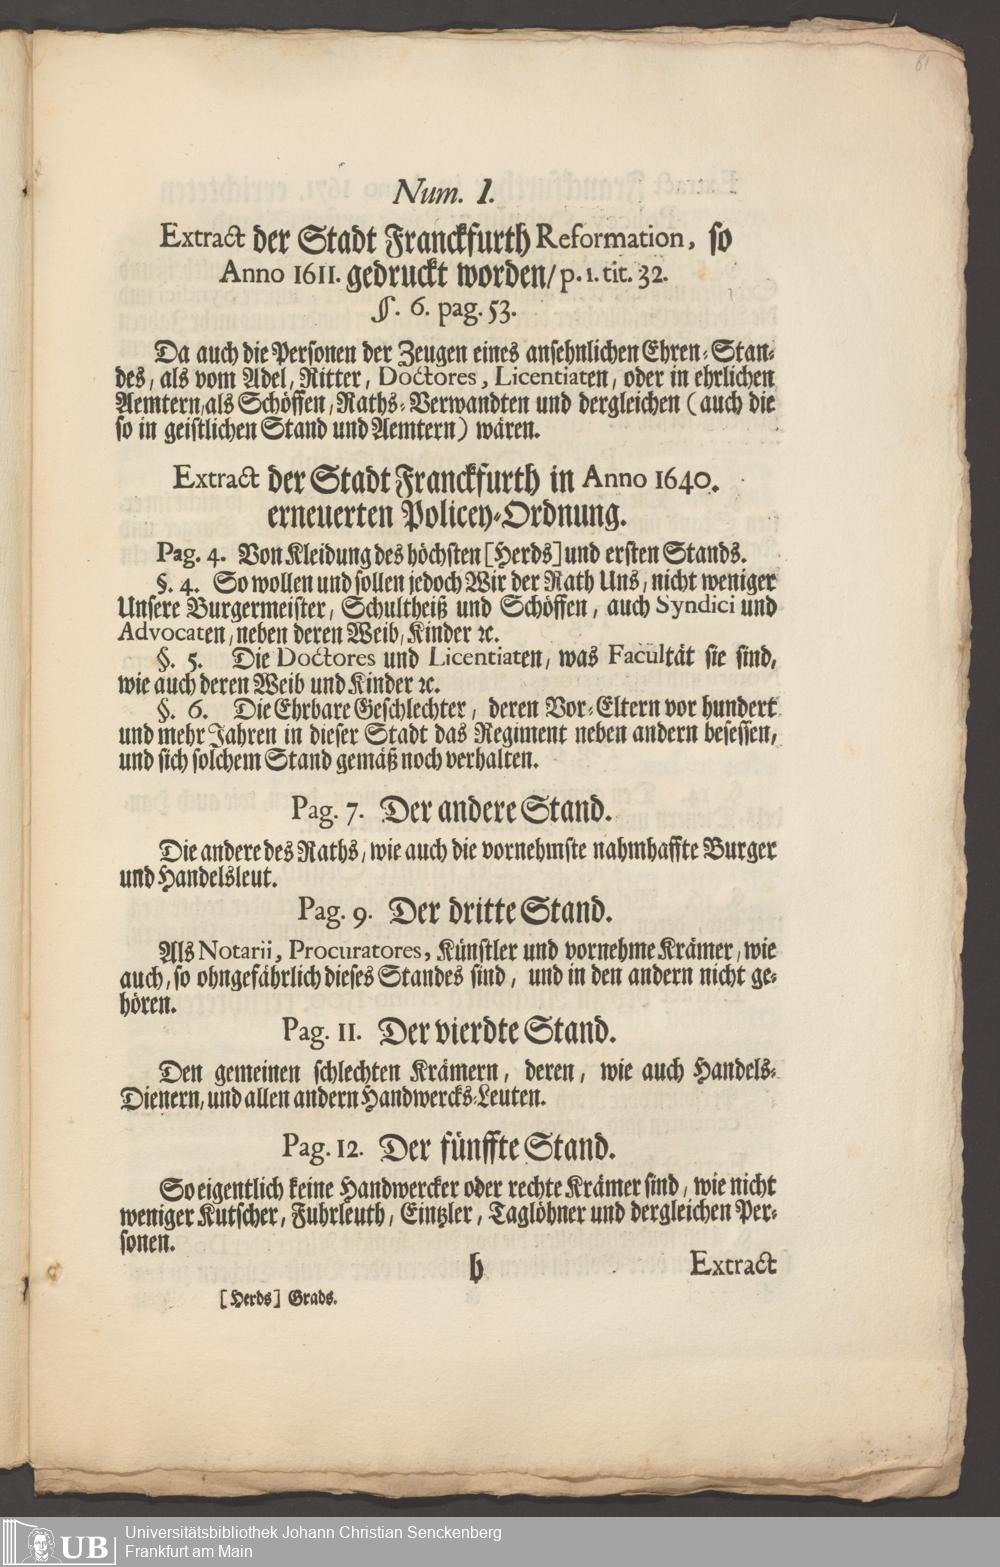 61
Num. I.
Extract der Stadt Franckfurth Reformation, so
Anno 1611. gedruckt worden/ p. 1. tit. 32.
§. 6. pag. 53.
Da auch die Personen der Zeugen eines ansehnlichen Ehren-Stan-
des, als vom Adel, Ritter, Doctores, Licentiaten, oder in ehrlichen
Aemtern, als Schöffen, Raths-Verwandten und dergleichen (auch die
so in geistlichen Stand und Aemtern) wären.
Extract der Stadt Franckfurth in Anno 1640.
erneuerten Policey-Ordnung.
Pag. 4. Von Kleidung des höchsten [Herds] und ersten Stands.
§. 4. So wollen und sollen jedoch Wir der Rath Uns, nicht weniger
Unsere Burgermeister, Schultheiß und Schöffen, auch Syndici und
Advocaten, neben deren Weib, Kinder ꝛc.
§. 5. Die Doctores und Licentiaten, was Facultät sie sind,
wie auch deren Weib und Kinder ꝛc.
§. 6. Die Ehrbare Geschlechter, deren Vor-Eltern vor hundert
und mehr Jahren in dieser Stadt das Regiment neben andern besessen,
und sich solchem Stand gemäß noch verhalten.
Pag. 7. Der andere Stand.
Die andere des Raths, wie auch die vornehmste nahmhaffte Burger
und Handelsleut.
Pag. 9. Der dritte Stand.
Als Notarii, Procuratores, Künstler und vornehme Krämer, wie
auch, so ohngefährlich dieses Standes sind, und in den andern nicht ge-
hören.
Pag. 11. Der vierdte Stand.
Den gemeinen schlechten Krämern, deren, wie auch Handels-
Dienern, und allen andern Handwercks-Leuten.
Pag. 12. Der fünffte Stand.
So eigentlich keine Handwercker oder rechte Krämer sind, wie nicht
weniger Kutscher, Fuhrleuth, Eintzler, Taglöhner und dergleichen Per-
sonen.
b Extract
[Herds] Grads.
UB Universitätsbibliothek Johann Christian Senckenberg
Frankfurt am Main